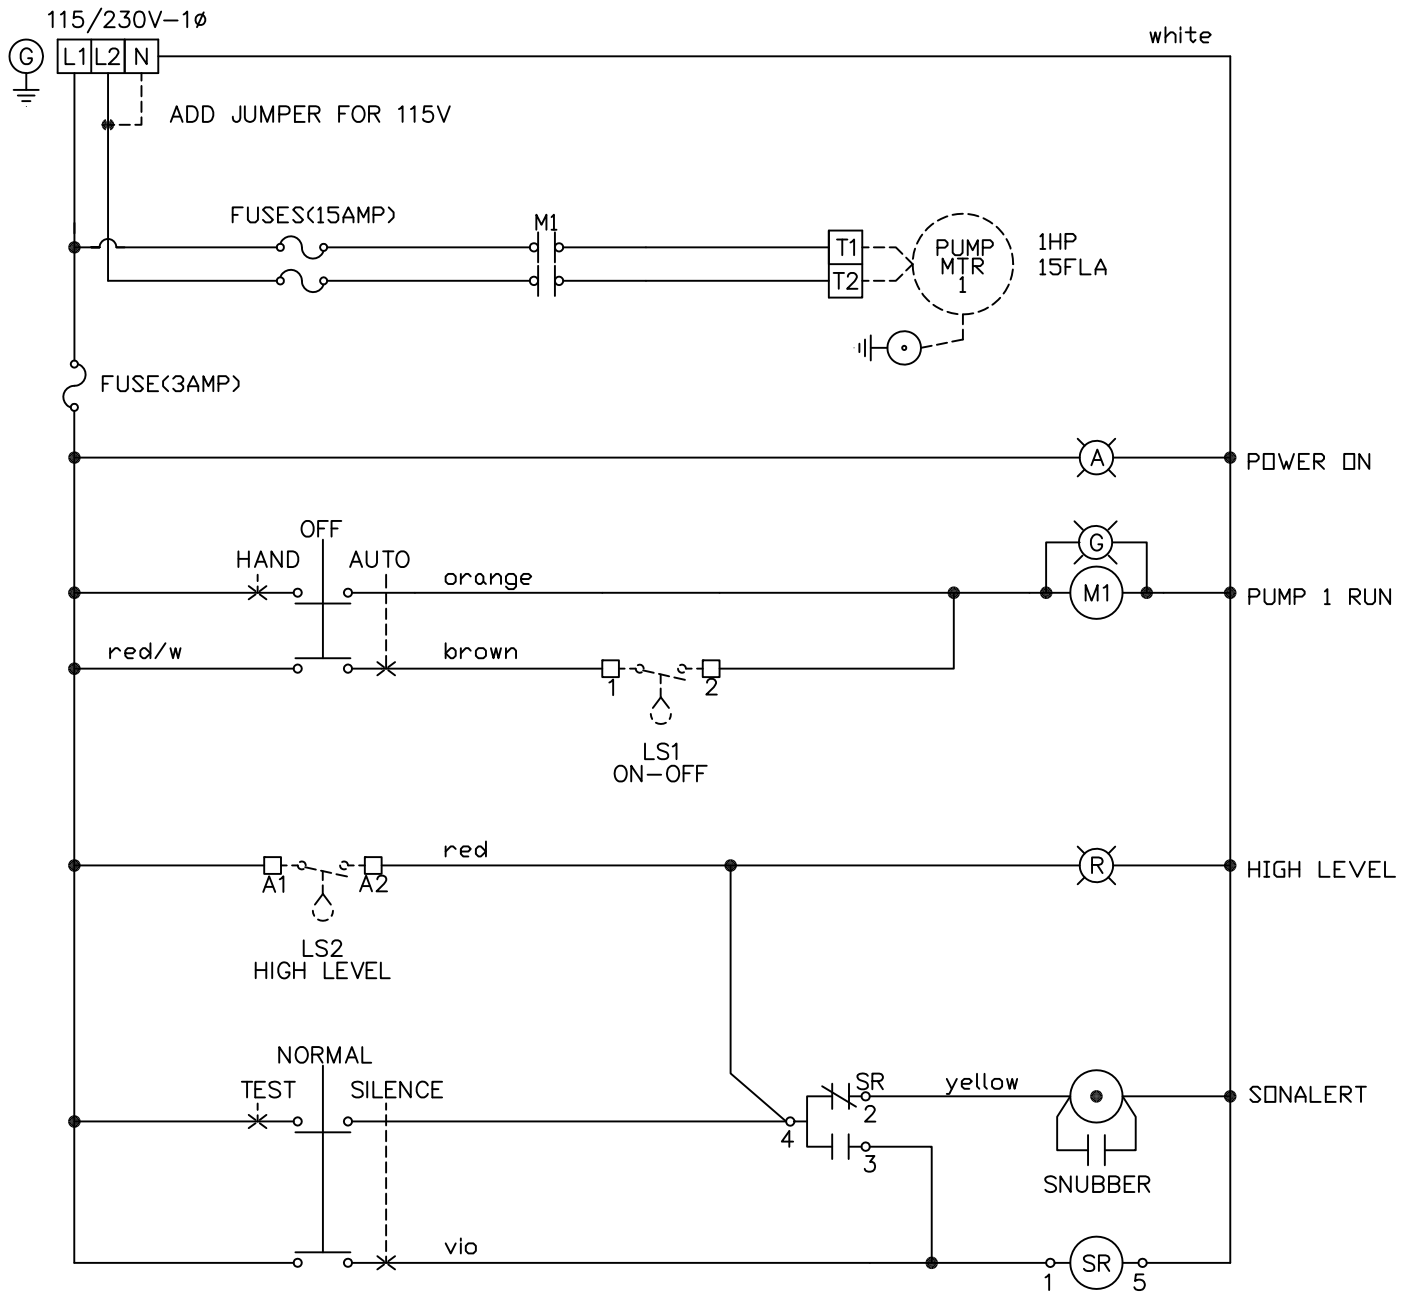 115/230V-1ø
G L1 L2 N
white
ADD JUMPER FOR 115V
FUSES(15AMP)
M1
T1
T2
PUMP
MTR
1
1HP
15FLA
FUSE(3AMP)
A
POWER ON
OFF
HAND
AUTO
orange
G
M1
PUMP 1 RUN
red/w
brown
1
2
LS1
ON-OFF
red
A1
A2
R
HIGH LEVEL
LS2
HIGH LEVEL
NORMAL
TEST
SILENCE
4
SR
2
3
yellow
SONALERT
SNUBBER
vio
1
SR
5